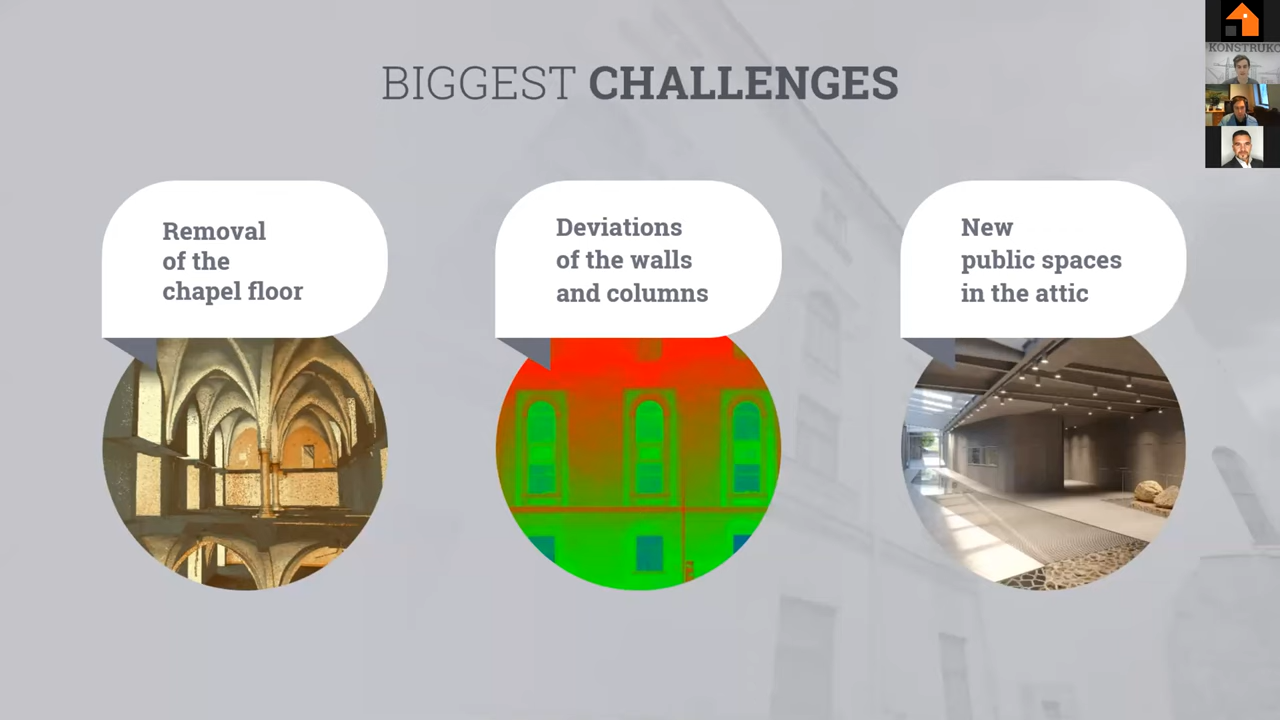 BIGGEST CHALLENGES
Removal
of the
chapel floor
Deviations
of the walls
and columns
New
public spaces
in the attic
KONSTRUKC